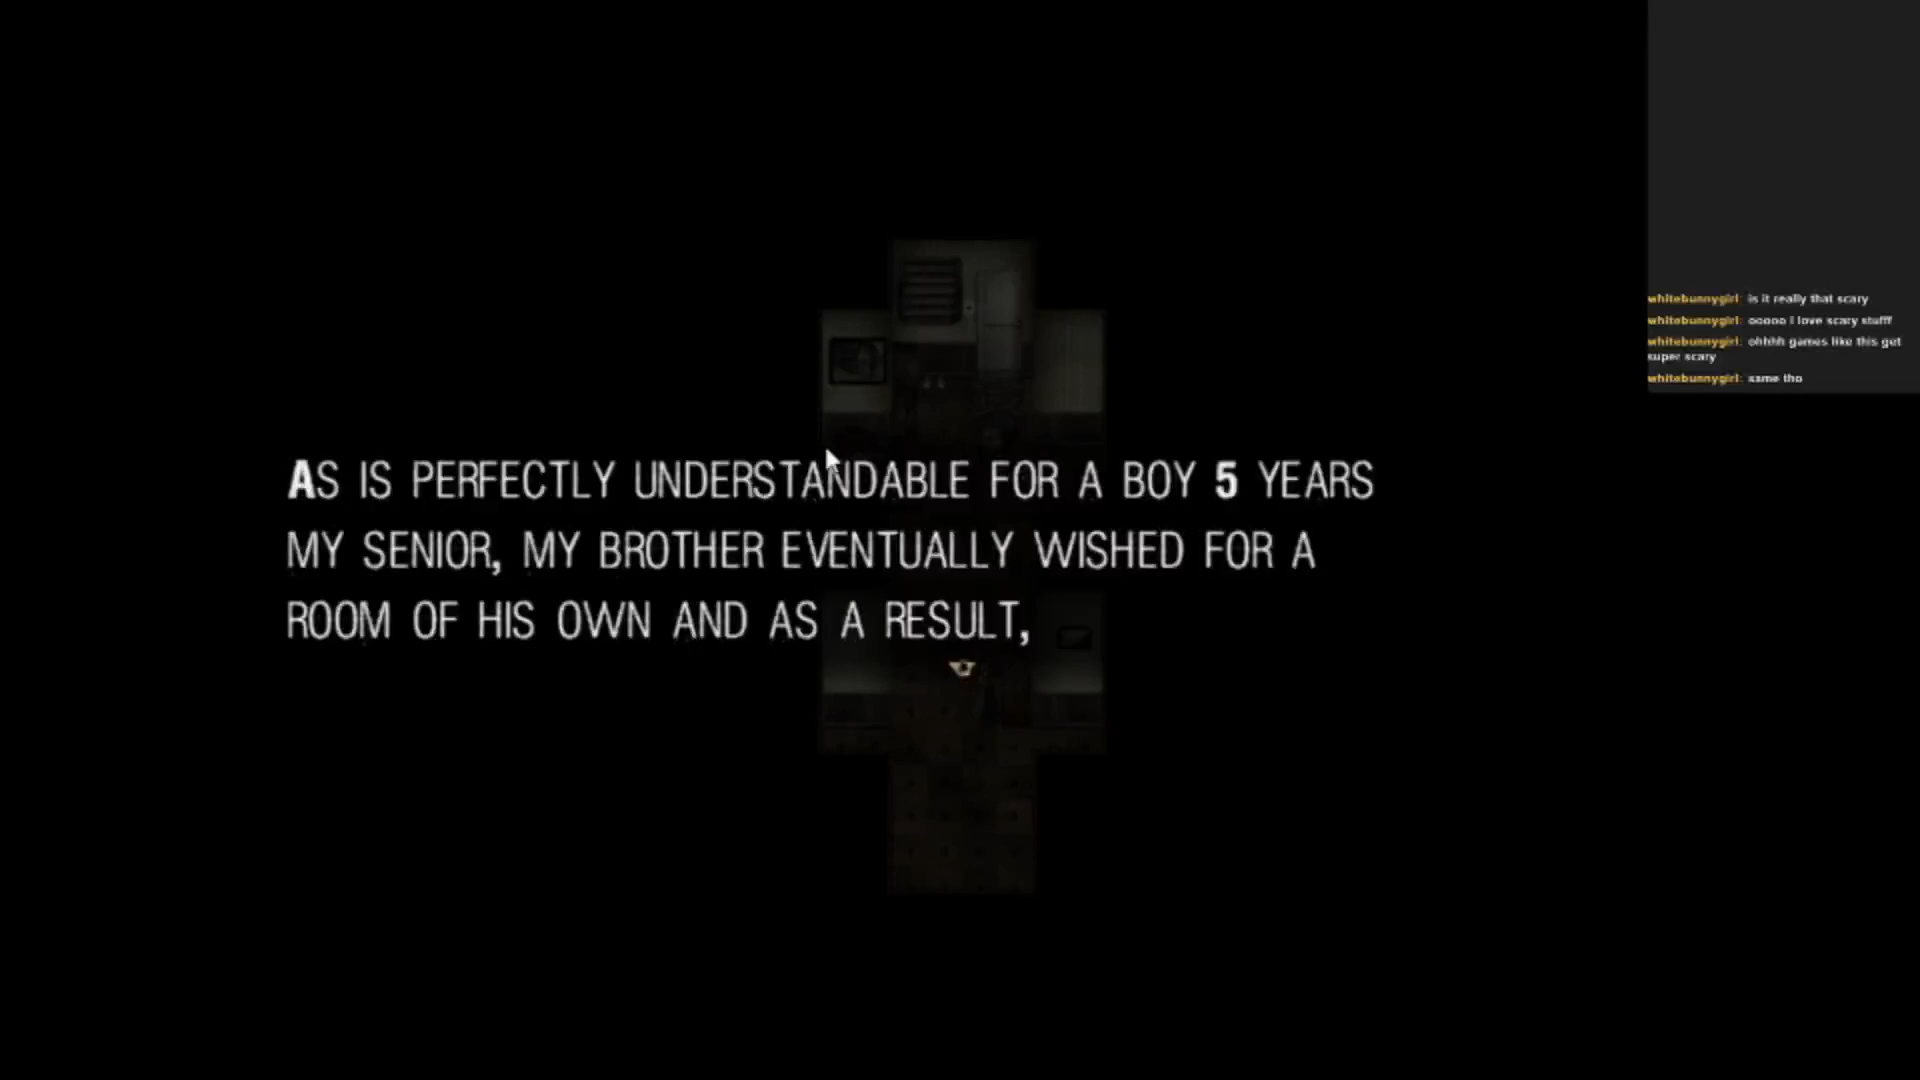 AS IS PERFECTLY UNDERSTANDABLE FOR A BOY 5 YEARS
MY SENIOR, MY BROTHER EVENTUALLY WISHED FOR A
ROOM OF HIS OWN AND AS A RESULT,
whitebunnygirl: is it really that scary
whitebunnygirl: ooooo I love scary stufff
whitebunnygirl: ohhhh games like this get
super scary
whitebunnygirl: same tho